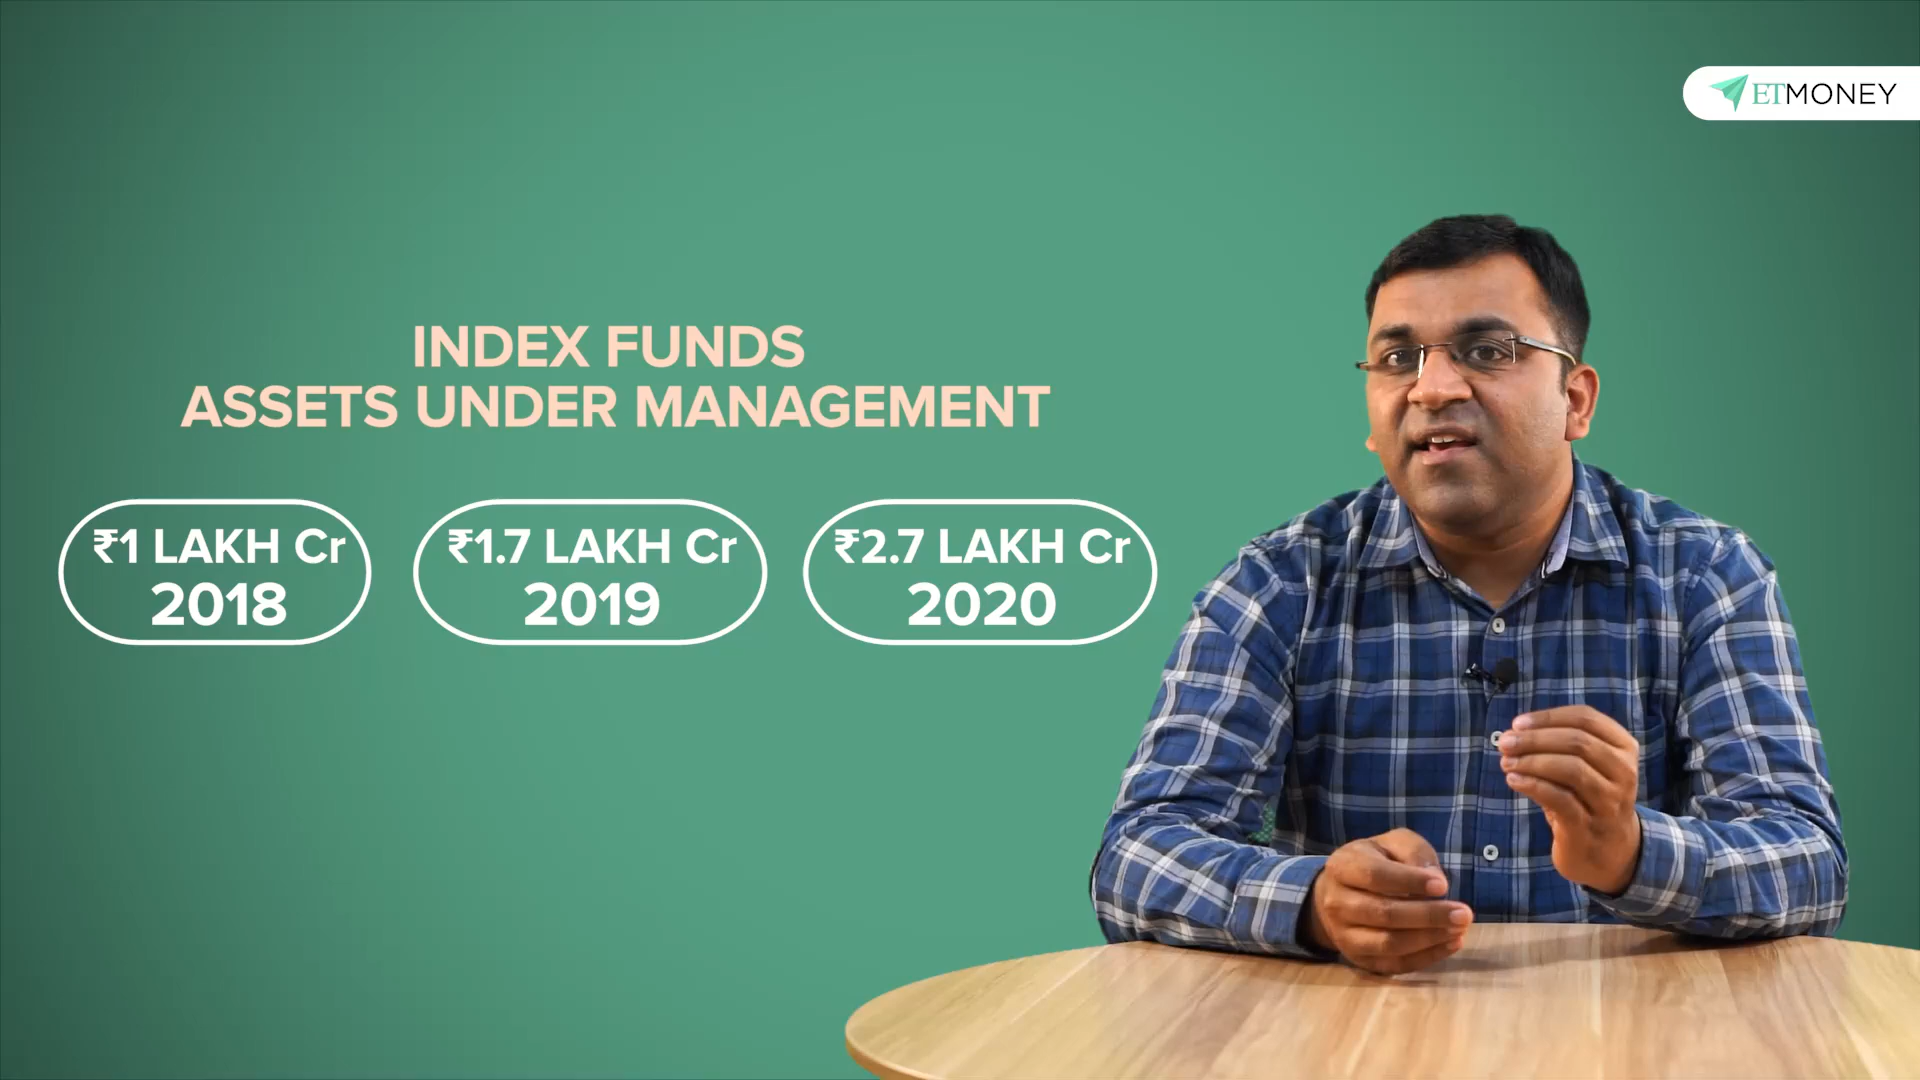 ETMONEY
INDEX FUNDS
ASSETS UNDER MANAGEMENT
₹1 LAKH Cr
2018
₹1.7 LAKH Cr
2019
₹2.7 LAKH Cr
2020